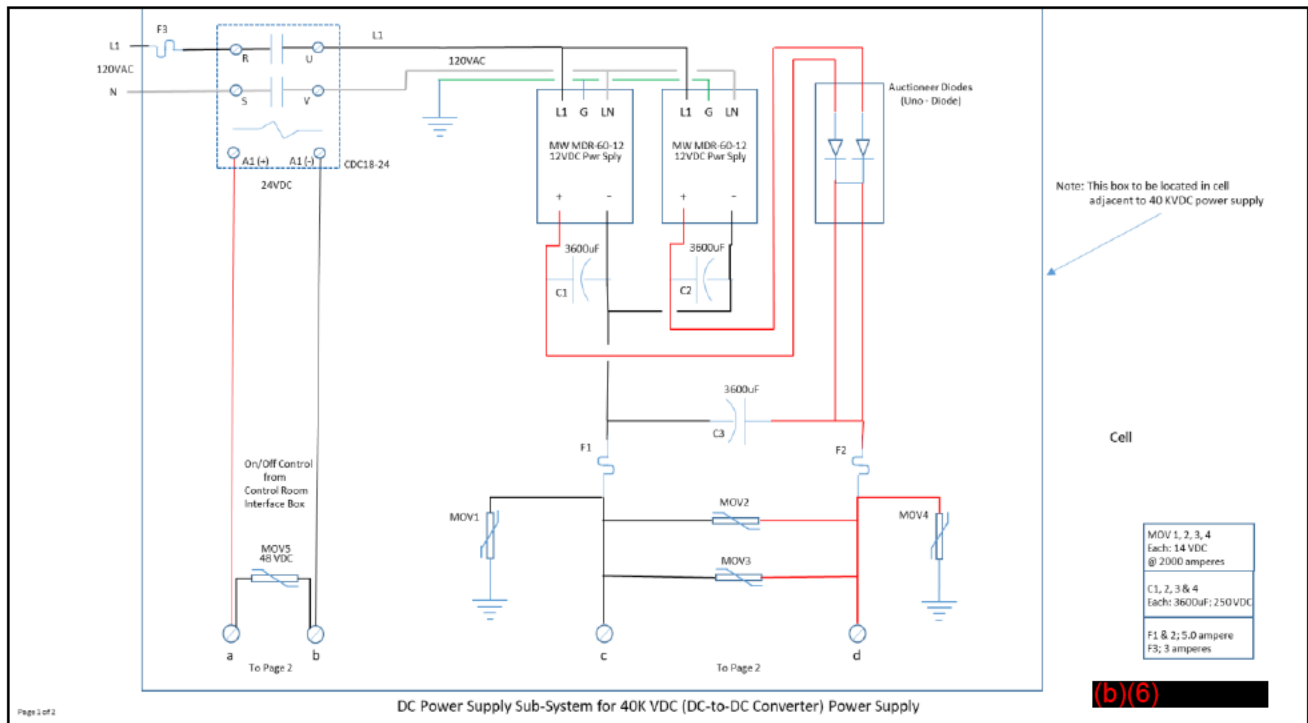 F3
L1
L1
R
U
120VAC
120VAC
N
S
V
A1 (+)
A1 (-)
CDC18-24
24VDC
L1 G LN
MW MDR-60-12
12VDC Pwr Sply
+ -
L1 G LN
MW MDR-60-12
12VDC Pwr Sply
+ -
Auctioneer Diodes
(Uno - Diode)
Note: This box to be located in cell
adjacent to 40 KVDC power supply
3600uF
C1
3600uF
C2
3600uF
C3
F1
F2
Cell
On/Off Control
from
Control Room
Interface Box
MOV5
48 VDC
MOV1
MOV2
MOV3
MOV4
MOV 1, 2, 3, 4
Each: 14 VDC
@ 2000 amperes
C1, 2, 3 & 4
Each: 3600uF; 250 VDC
F1 & 2; 5.0 ampere
F3; 3 amperes
a
b
c
d
To Page 2
To Page 2
(b)(6)
Page 1 of 2
DC Power Supply Sub-System for 40K VDC (DC-to-DC Converter) Power Supply